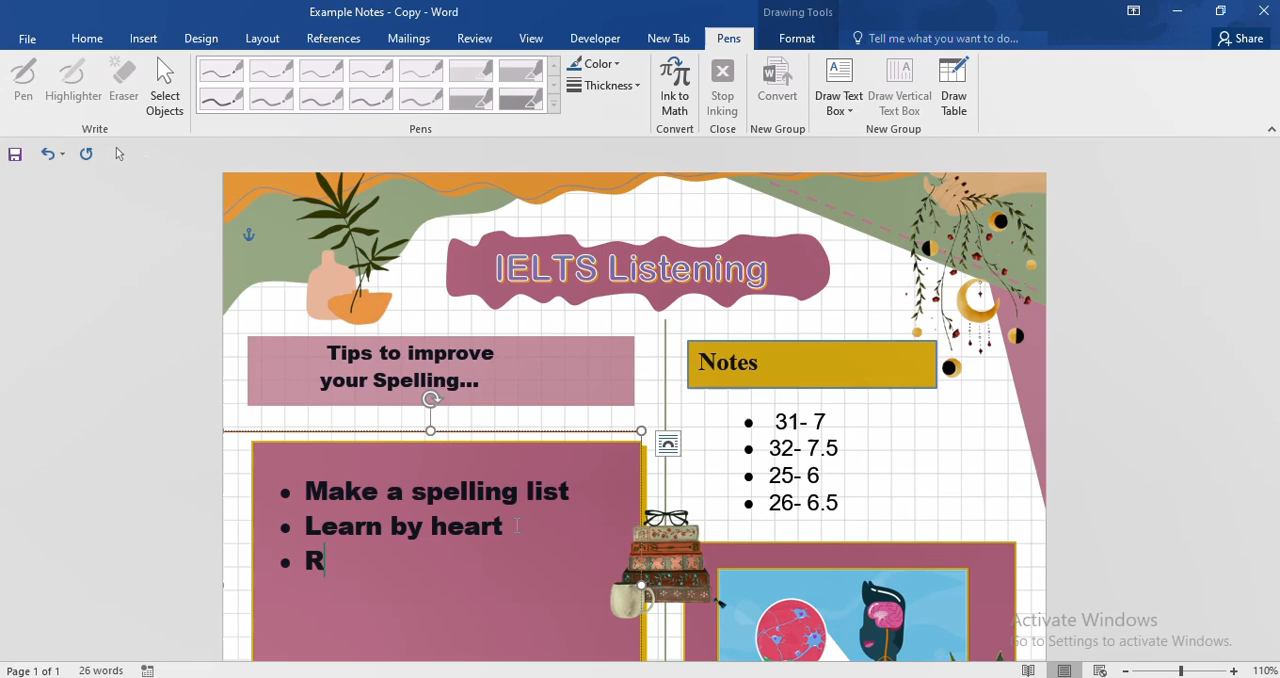 Example Notes - Copy - Word
Drawing Tools
File Home Insert Design Layout References Mailings Review View Developer New Tab Pens Format Tell me what you want to do... Share
Pen Highlighter Eraser Select Objects
Color
Thickness
Ink to Math
Stop Inking
Convert
Draw Text Box
Draw Vertical Text Box
Draw Table
Write Pens Convert Close New Group New Group
IELTS Listening
Tips to improve
your Spelling...
Notes
• 31- 7
• 32- 7.5
• 25- 6
• 26- 6.5
• Make a spelling list
• Learn by heart
• R
Activate Windows
Go to Settings to activate Windows.
Page 1 of 1 26 words 110%